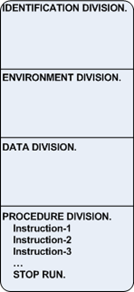 IDENTIFICATION DIVISION.
ENVIRONMENT DIVISION.
DATA DIVISION.
PROCEDURE DIVISION.
Instruction-1
Instruction-2
Instruction-3
...
STOP RUN.